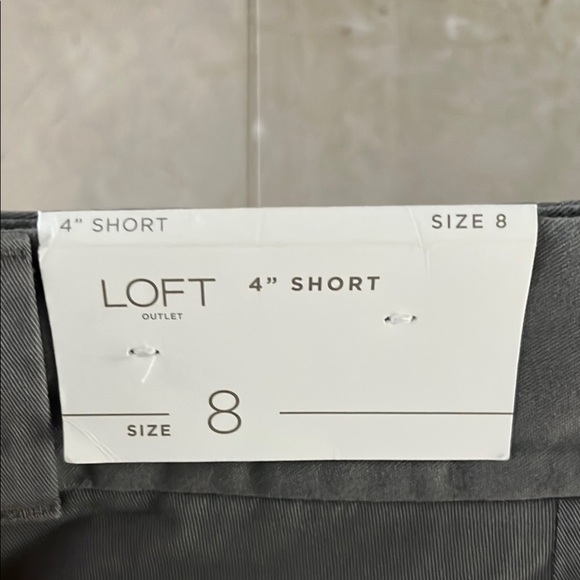 4" SHORT SIZE 8
LOFT 4" SHORT
OUTLET
SIZE 8